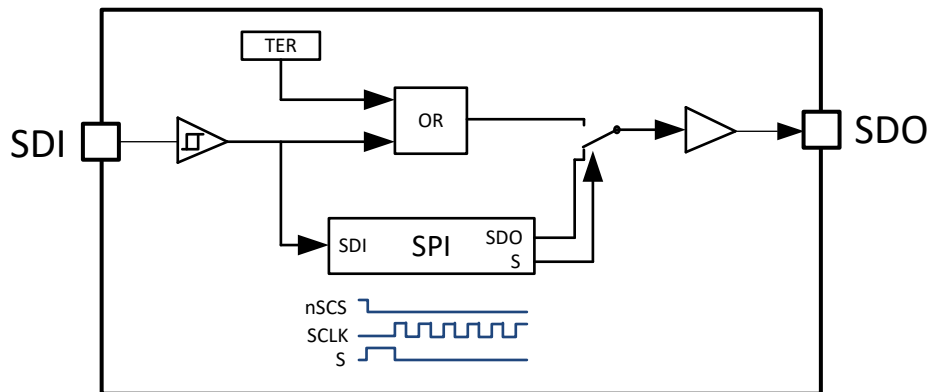 TER
OR
SDI
SDO
SDI
SPI
SDO
S
nSCS
SCLK
S